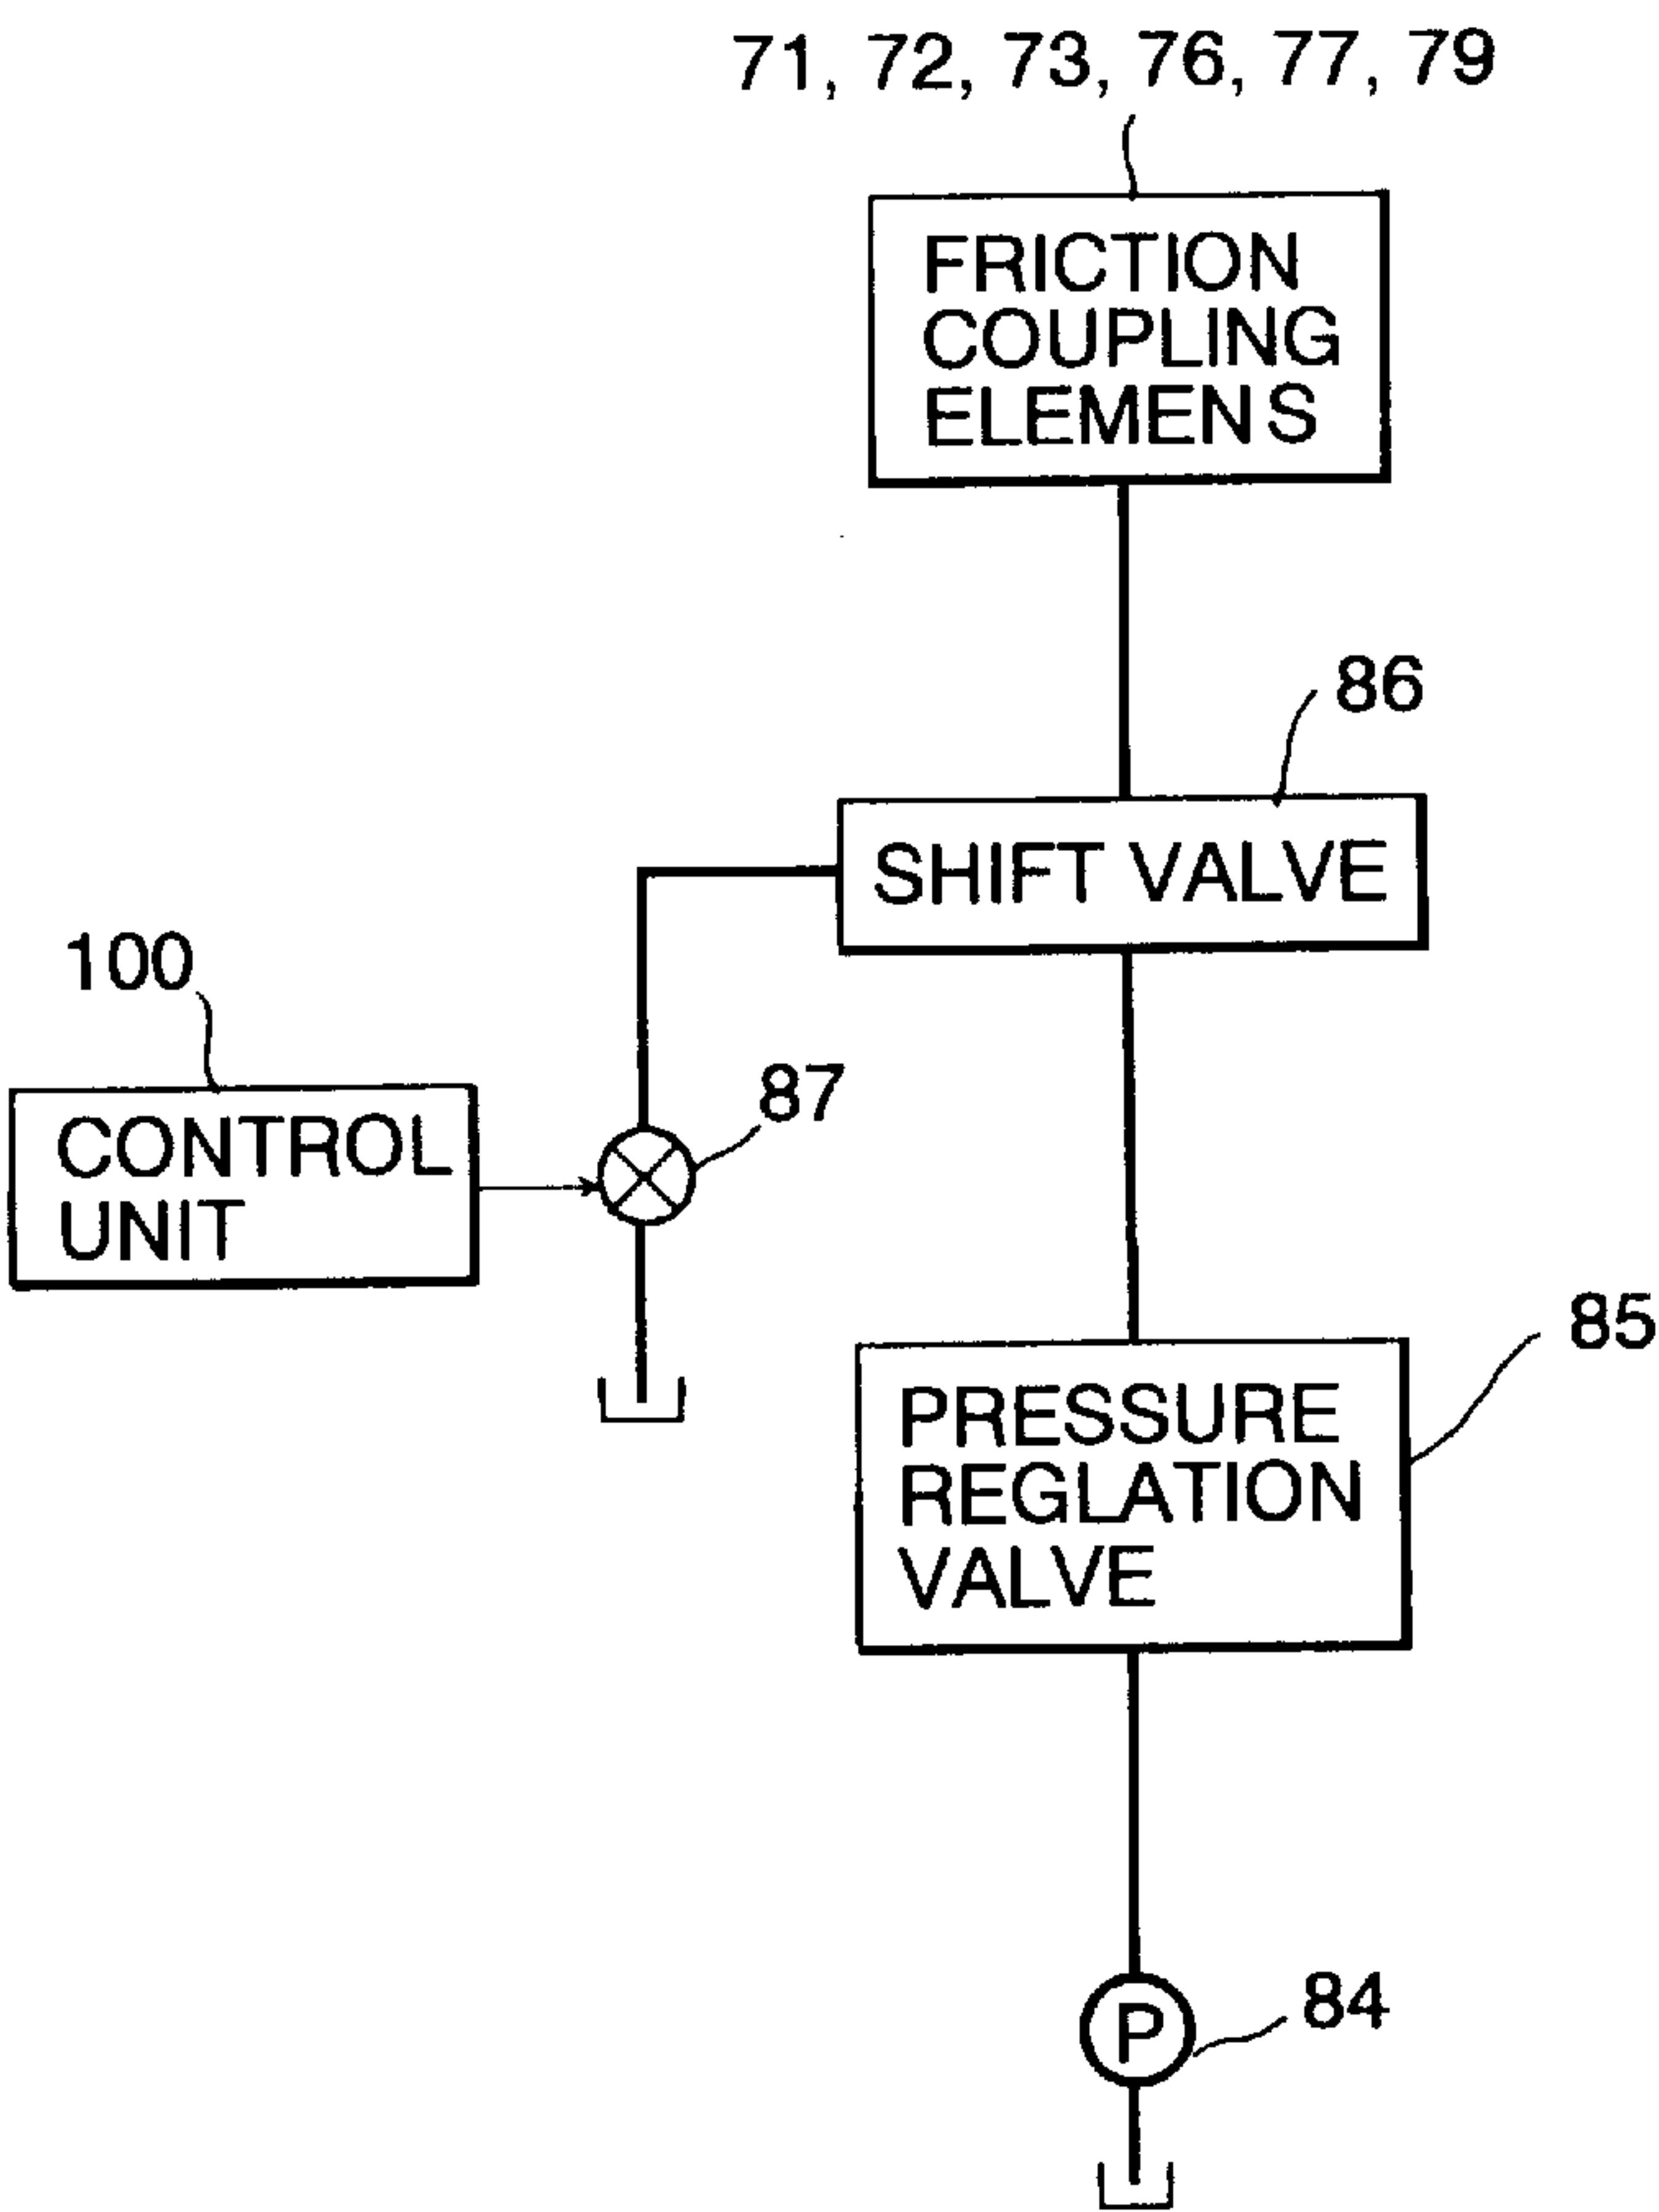 71, 72, 73, 76, 77, 79
FRICTION
COUPLING
ELEMENS
86
SHIFT VALVE
100
87
CONTROL
UNIT
85
PRESSURE
REGLATION
VALVE
84
P